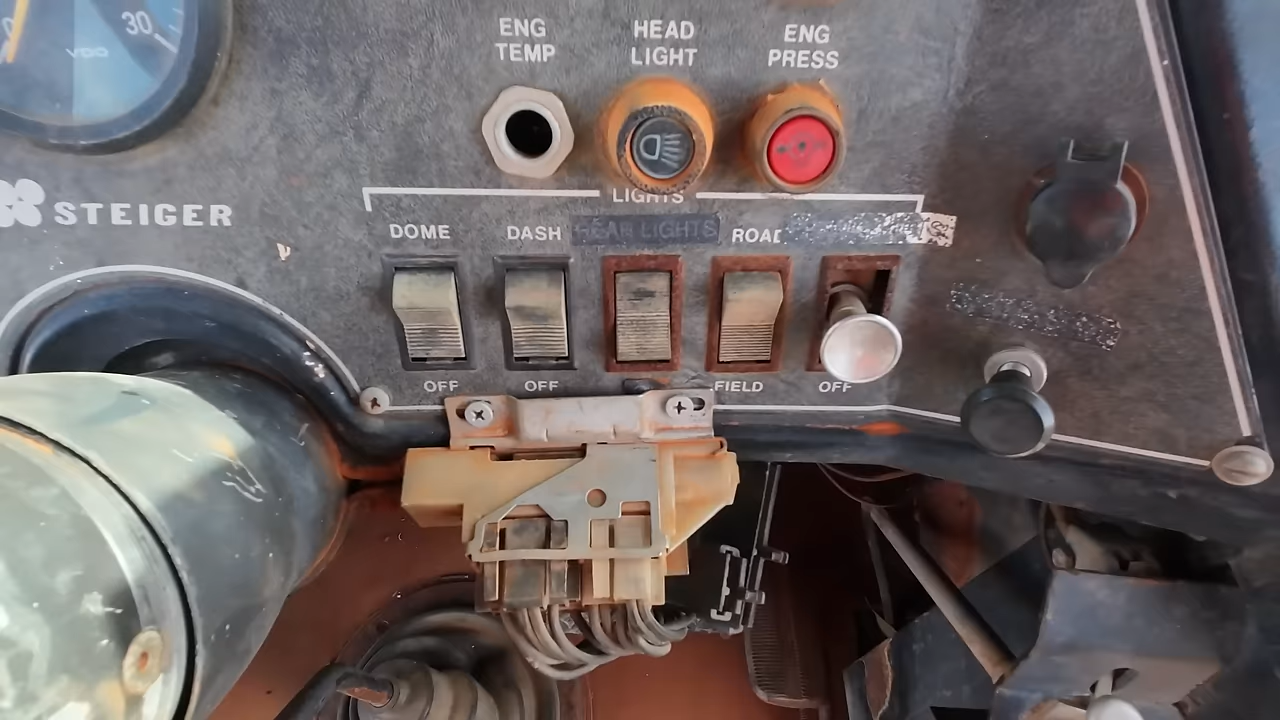 30
VDO
ENG
TEMP
HEAD
LIGHT
ENG
PRESS
STEIGER
LIGHTS
DOME
DASH
HEAD LIGHTS
ROAD
OFF
OFF
FIELD
OFF